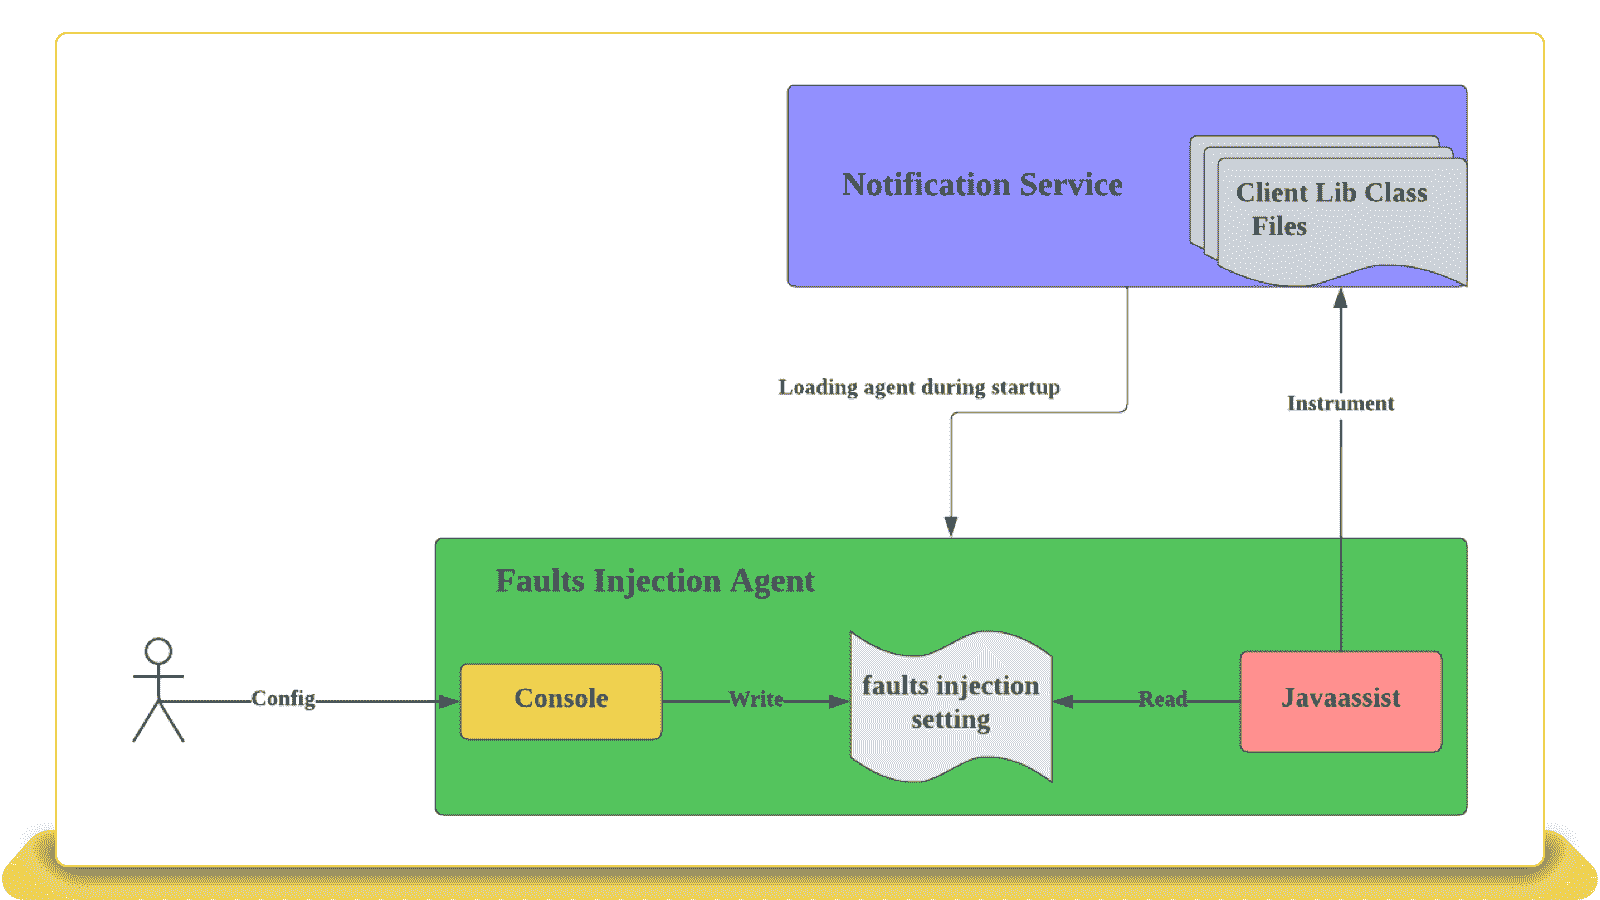 Notification Service
Client Lib Class
Files
Loading agent during startup
Instrument
Faults Injection Agent
Config
Console
Write
faults injection
setting
Read
Javaassist